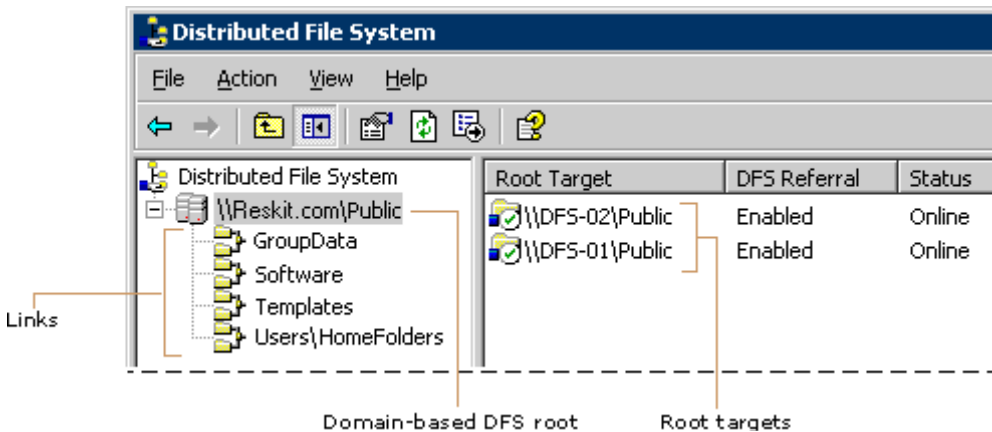 Distributed File System
File Action View Help
Distributed File System
\\Reskit.com\Public
GroupData
Software
Templates
Users\HomeFolders
Root Target DFS Referral Status
\\DFS-02\Public Enabled Online
\\DFS-01\Public Enabled Online
Links
Domain-based DFS root
Root targets